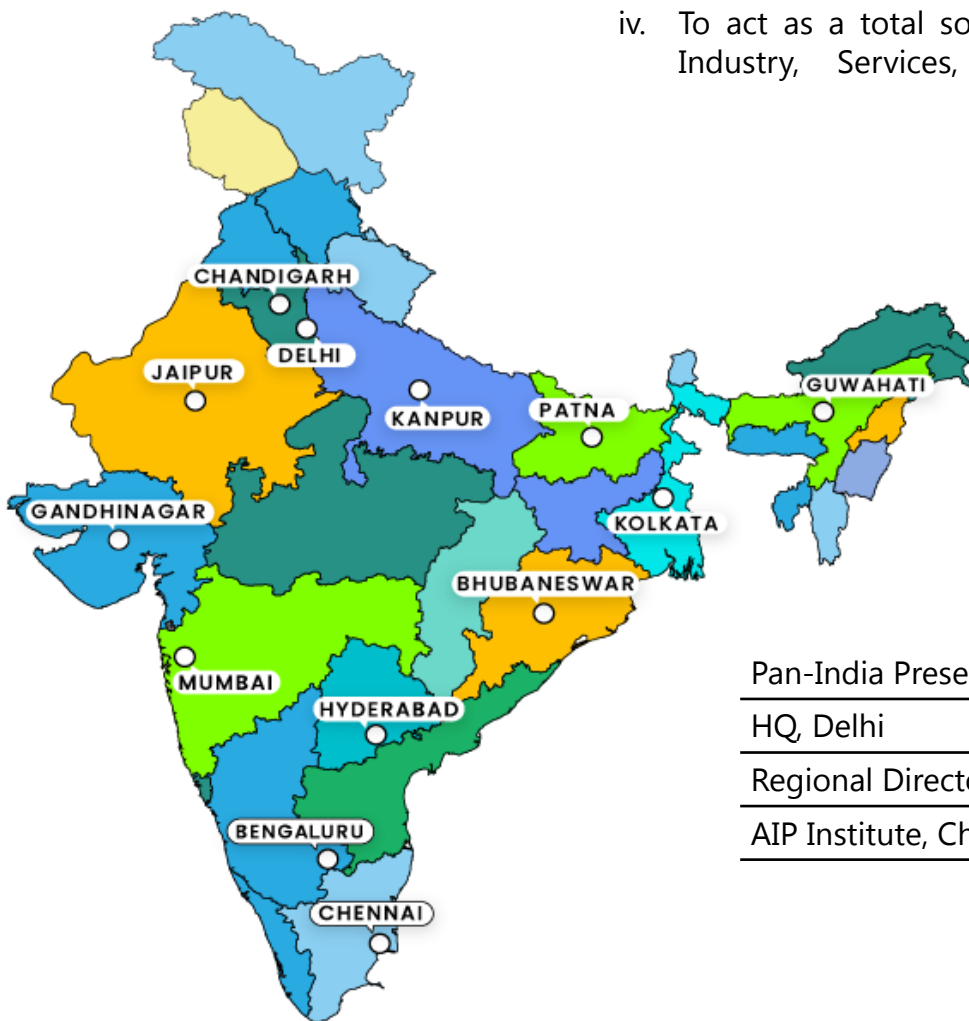 iv. To act as a total so
Industry, Services,
CHANDIGARH
DELHI
JAIPUR
KANPUR
PATNA
GUWAHATI
GANDHINAGAR
KOLKATA
BHUBANESWAR
MUMBAI
HYDERABAD
BENGALURU
CHENNAI
Pan-India Prese
HQ, Delhi
Regional Directo
AIP Institute, Ch